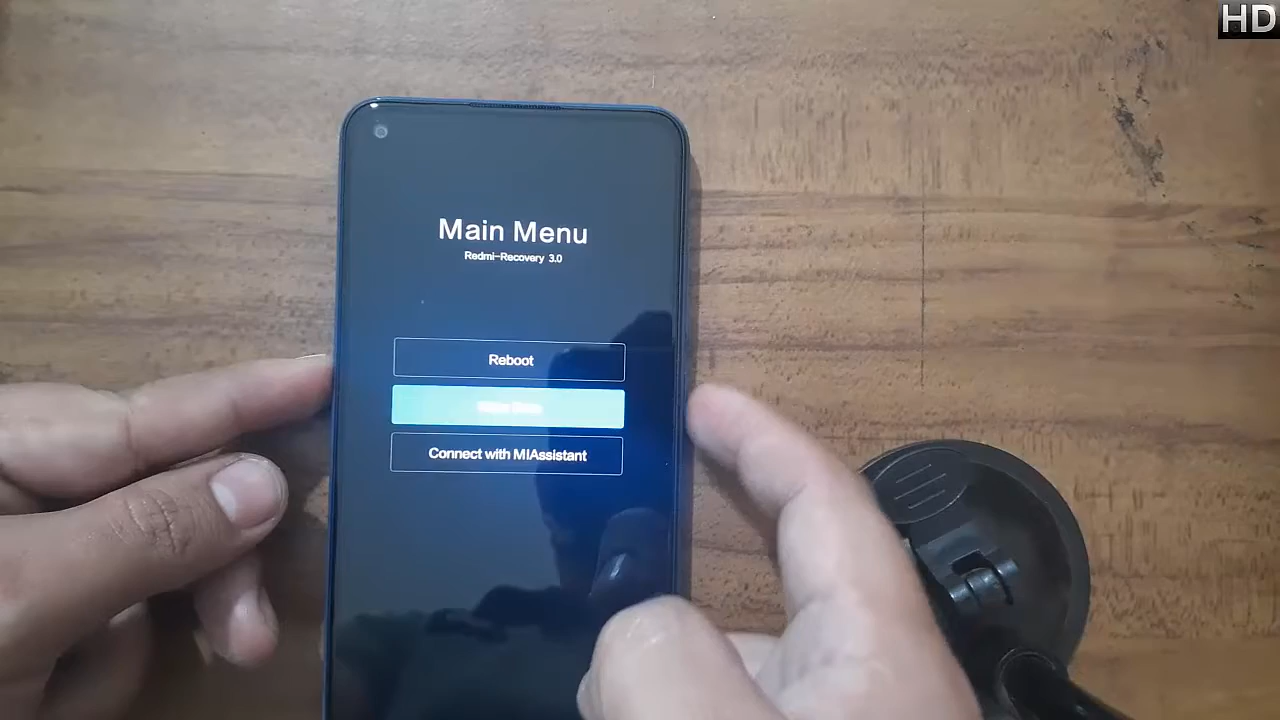 HD
Main Menu
Redmi-Recovery 3.0
Reboot
Connect with MIAssistant